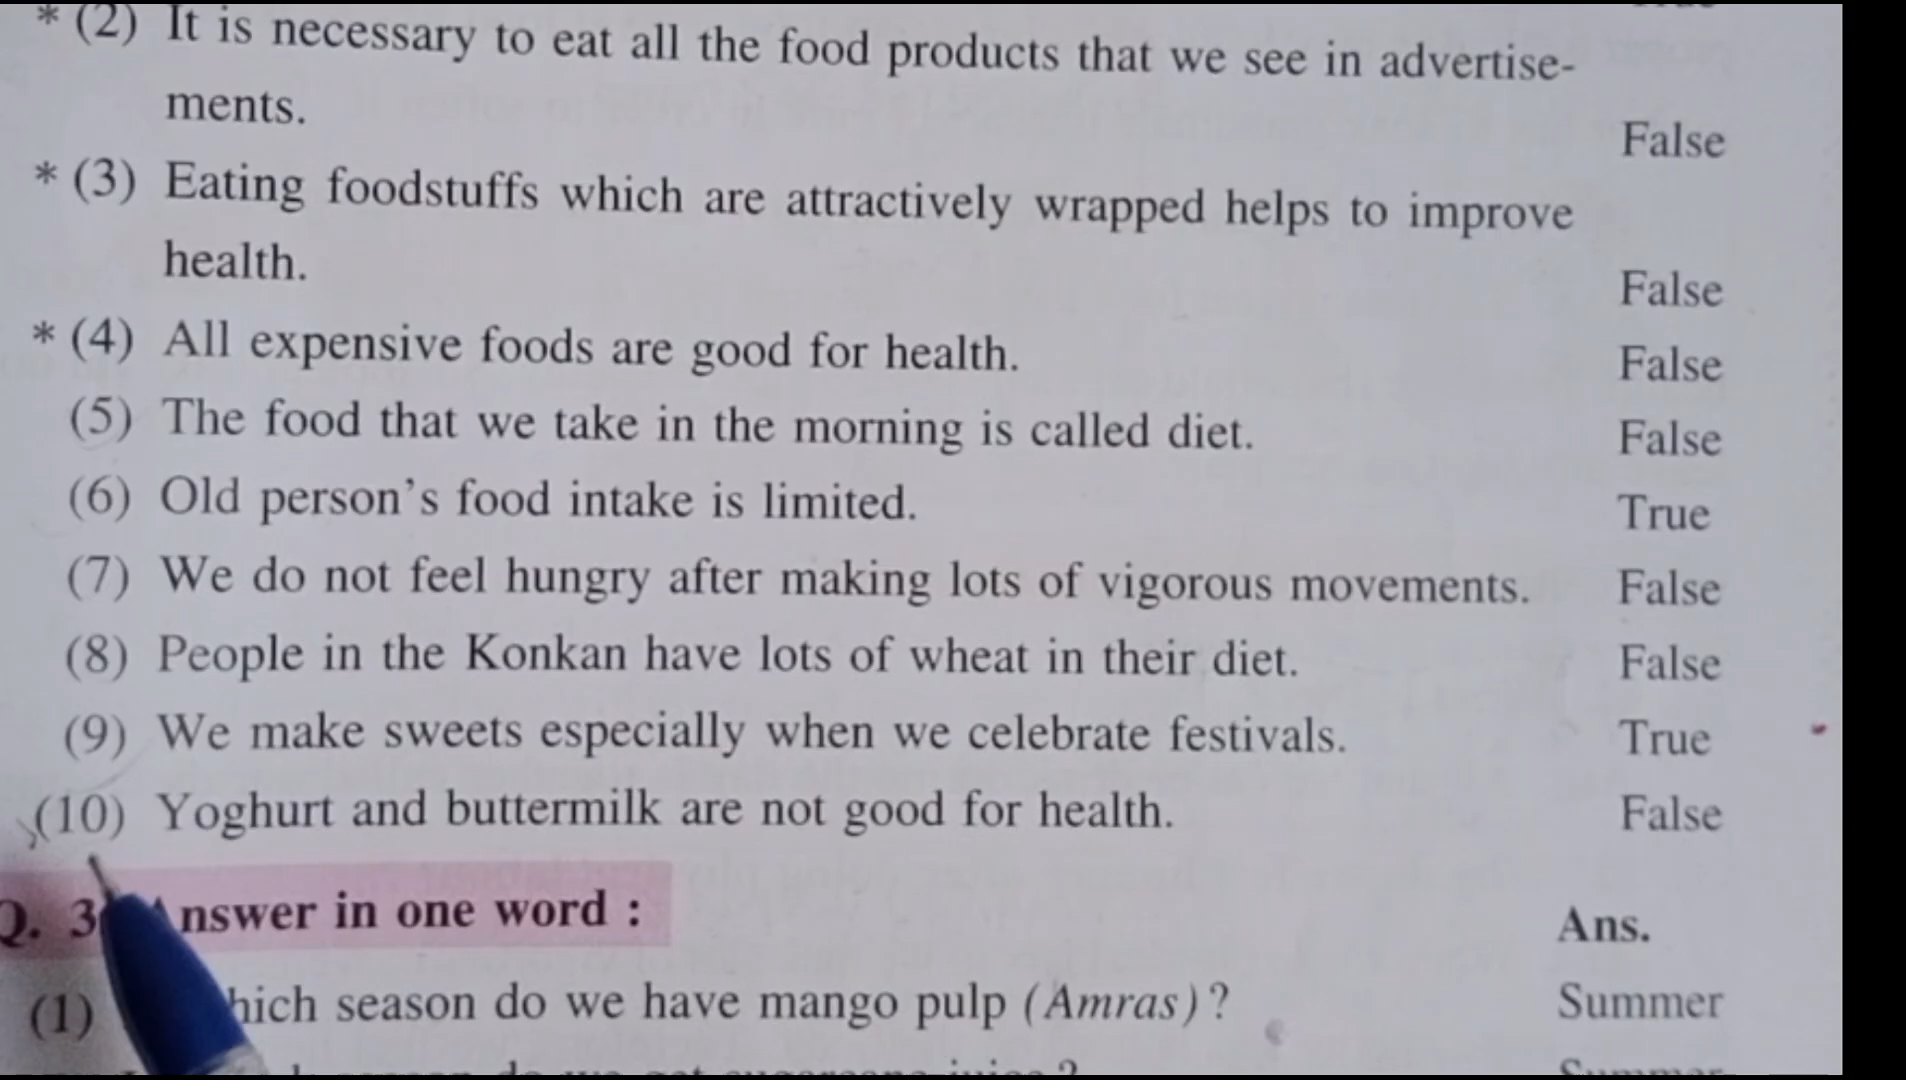 * (2) It is necessary to eat all the food products that we see in advertise-
ments.
False
* (3) Eating foodstuffs which are attractively wrapped helps to improve
health.
False
* (4) All expensive foods are good for health. False
(5) The food that we take in the morning is called diet. False
(6) Old person's food intake is limited. True
(7) We do not feel hungry after making lots of vigorous movements. False
(8) People in the Konkan have lots of wheat in their diet. False
(9) We make sweets especially when we celebrate festivals. True
(10) Yoghurt and buttermilk are not good for health. False
Q. 3. Answer in one word : Ans.
(1) hich season do we have mango pulp (Amras) ? Summer